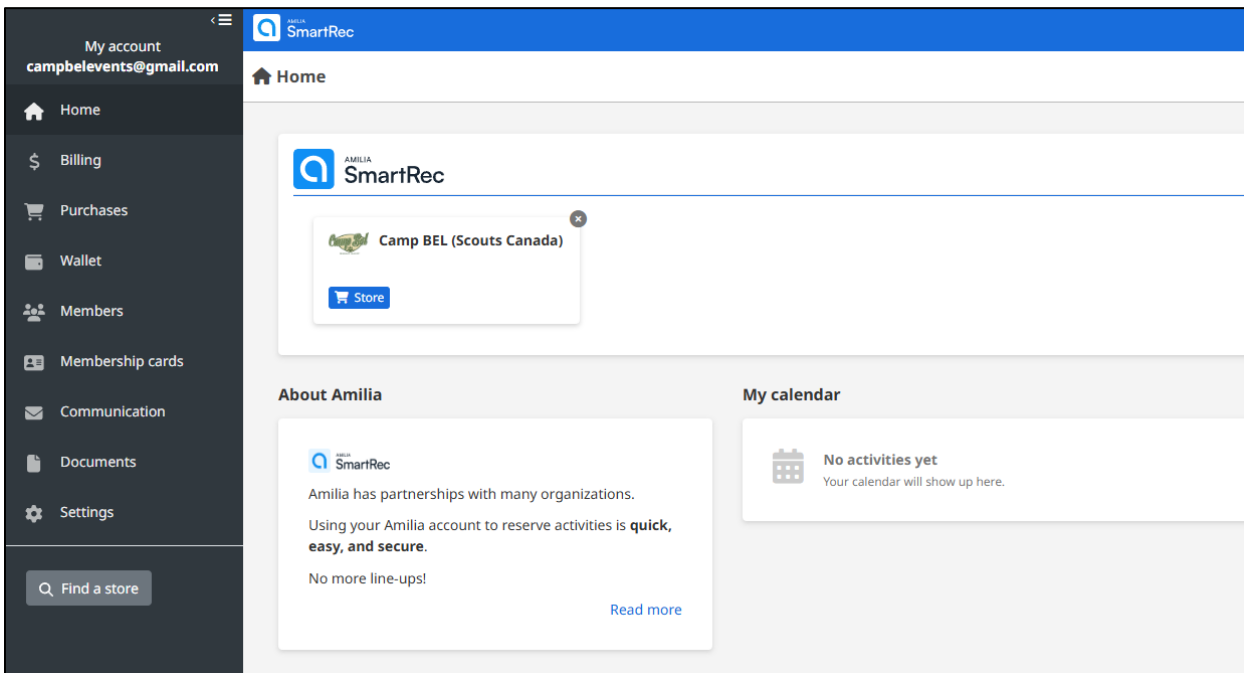 My account
campbelevents@gmail.com
Home
Billing
Purchases
Wallet
Members
Membership cards
Communication
Documents
Settings
Find a store
AMILIA
SmartRec
Home
AMILIA
SmartRec
Camp BEL (Scouts Canada)
Store
About Amilia
AMILIA
SmartRec
Amilia has partnerships with many organizations.
Using your Amilia account to reserve activities is quick,
easy, and secure.
No more line-ups!
Read more
My calendar
No activities yet
Your calendar will show up here.